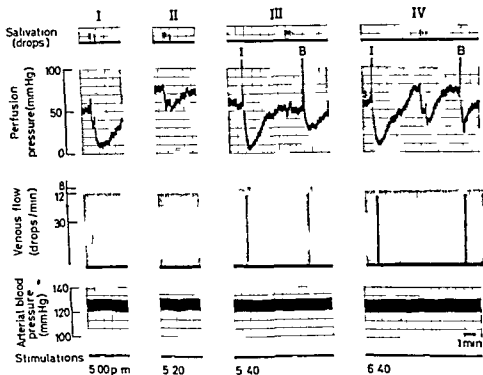 I II III IV
Salivation
(drops)
I B I B
Perfusion
pressure(mmHg)
100
50
0
Venous flow
(drops/min)
8
12
30
Arterial blood
pressure
(mmHg)
140
120
100
1min
Stimulations
5 00p m 5 20 5 40 6 40